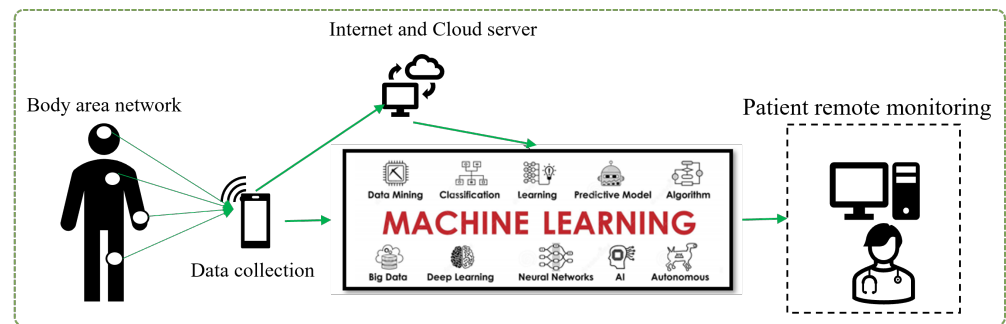 Internet and Cloud server
Body area network
Patient remote monitoring
Data Mining Classification Learning Predictive Model Algorithm
MACHINE LEARNING
Data collection
Big Data Deep Learning Neural Networks AI Autonomous